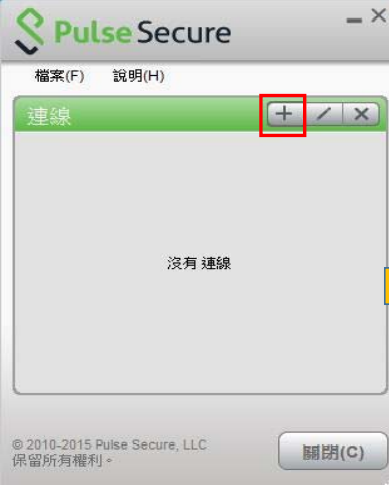 Pulse Secure
檔案(F) 說明(H)
連線
沒有 連線
© 2010-2015 Pulse Secure, LLC
保留所有權利。
關閉(C)